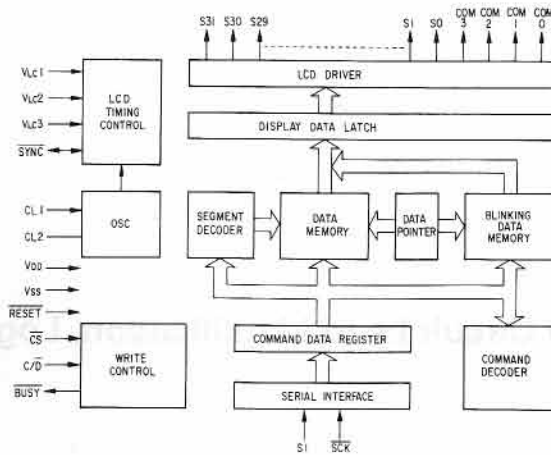 S31 S30 S29 S1 S0 COM 3 COM 2 COM 1 COM 0
LCD DRIVER
DISPLAY DATA LATCH
VLC1
VLC2
VLC3
SYNC
LCD TIMING CONTROL
CL1
CL2
OSC
SEGMENT DECODER
DATA MEMORY
DATA POINTER
BLINKING DATA MEMORY
VDD
VSS
RESET
CS
C/D
BUSY
WRITE CONTROL
COMMAND DATA REGISTER
COMMAND DECODER
SERIAL INTERFACE
SI SCK